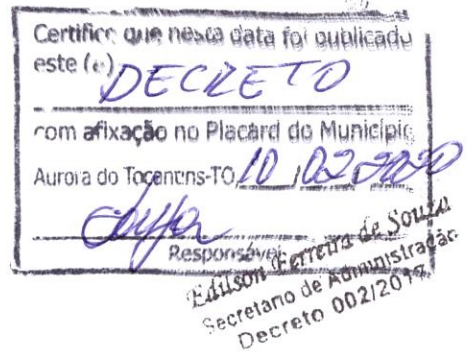 Certifico que nesta data foi publicado
este (e) DECRETO
com afixação no Placard do Município
Aurora do Tocantins-TO, 10 / 02 2020
Responsável
Edilson Ferreira de Souza
Secretario de Administração
Decreto 002/2017